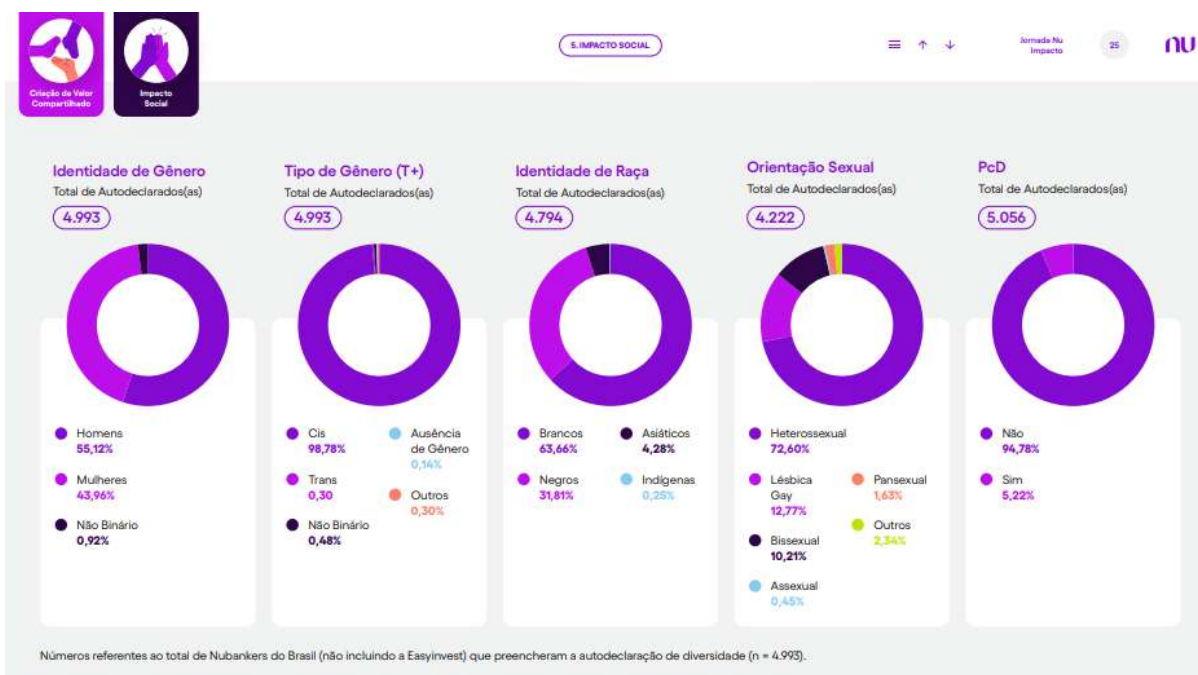 Criação de Valor
Compartilhado
Impacto
Social
5. IMPACTO SOCIAL
Jornada Nu
Impacto
25
nu
Identidade de Gênero
Total de Autodeclarados(as)
4.993
Homens
55,12%
Mulheres
43,96%
Não Binário
0,92%
Tipo de Gênero (T+)
Total de Autodeclarados(as)
4.993
Cis
98,78%
Trans
0,30
Não Binário
0,48%
Ausência
de Gênero
0,14%
Outros
0,30%
Identidade de Raça
Total de Autodeclarados(as)
4.794
Brancos
63,66%
Negros
31,81%
Asiáticos
4,28%
Indígenas
0,25%
Orientação Sexual
Total de Autodeclarados(as)
4.222
Heterossexual
72,60%
Lésbica
Gay
12,77%
Bissexual
10,21%
Assexual
0,45%
Pansexual
1,63%
Outros
2,34%
PcD
Total de Autodeclarados(as)
5.056
Não
94,78%
Sim
5,22%
Números referentes ao total de Nubankers do Brasil (não incluindo a Easyinvest) que preencheram a autodeclaração de diversidade (n = 4.993).